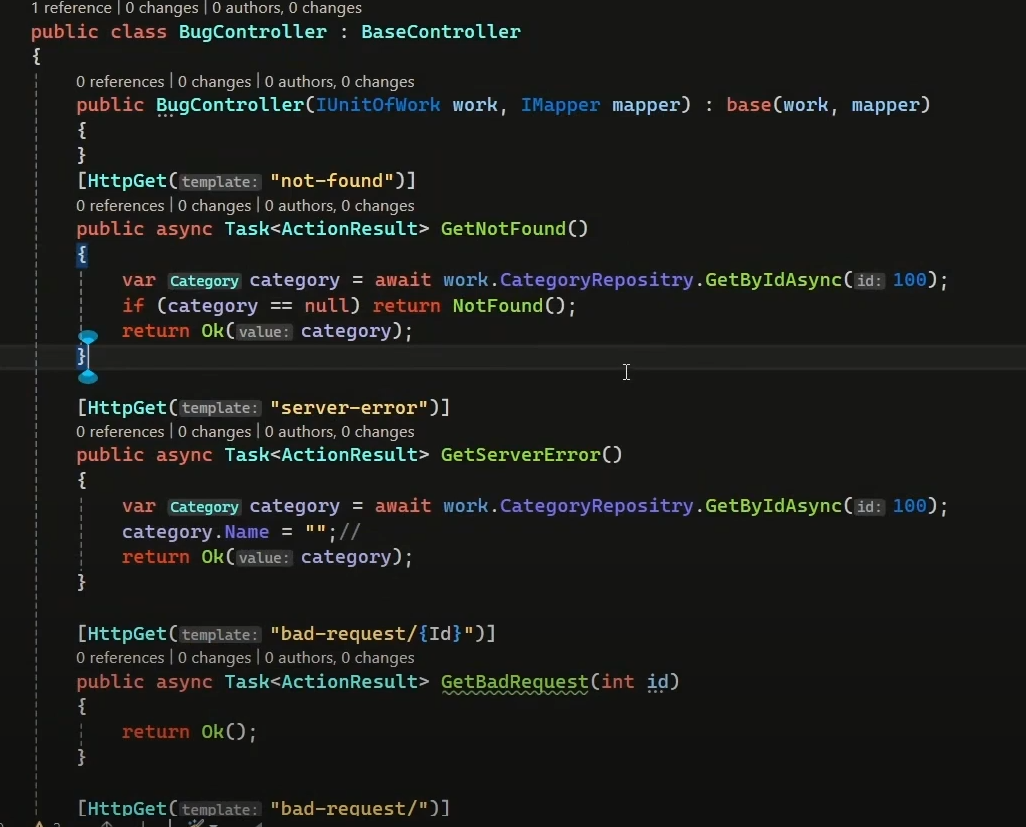 1 reference | 0 changes | 0 authors, 0 changes
public class BugController : BaseController
{
0 references | 0 changes | 0 authors, 0 changes
public BugController(IUnitOfWork work, IMapper mapper) : base(work, mapper)
{
}
[HttpGet(template: "not-found")]
0 references | 0 changes | 0 authors, 0 changes
public async Task<ActionResult> GetNotFound()
{
var Category category = await work.CategoryRepositry.GetByIdAsync(id: 100);
if (category == null) return NotFound();
return Ok(value: category);
}
[HttpGet(template: "server-error")]
0 references | 0 changes | 0 authors, 0 changes
public async Task<ActionResult> GetServerError()
{
var Category category = await work.CategoryRepositry.GetByIdAsync(id: 100);
category.Name = "";//
return Ok(value: category);
}
[HttpGet(template: "bad-request/{Id}")]
0 references | 0 changes | 0 authors, 0 changes
public async Task<ActionResult> GetBadRequest(int id)
{
return Ok();
}
[HttpGet(template: "bad-request/")]